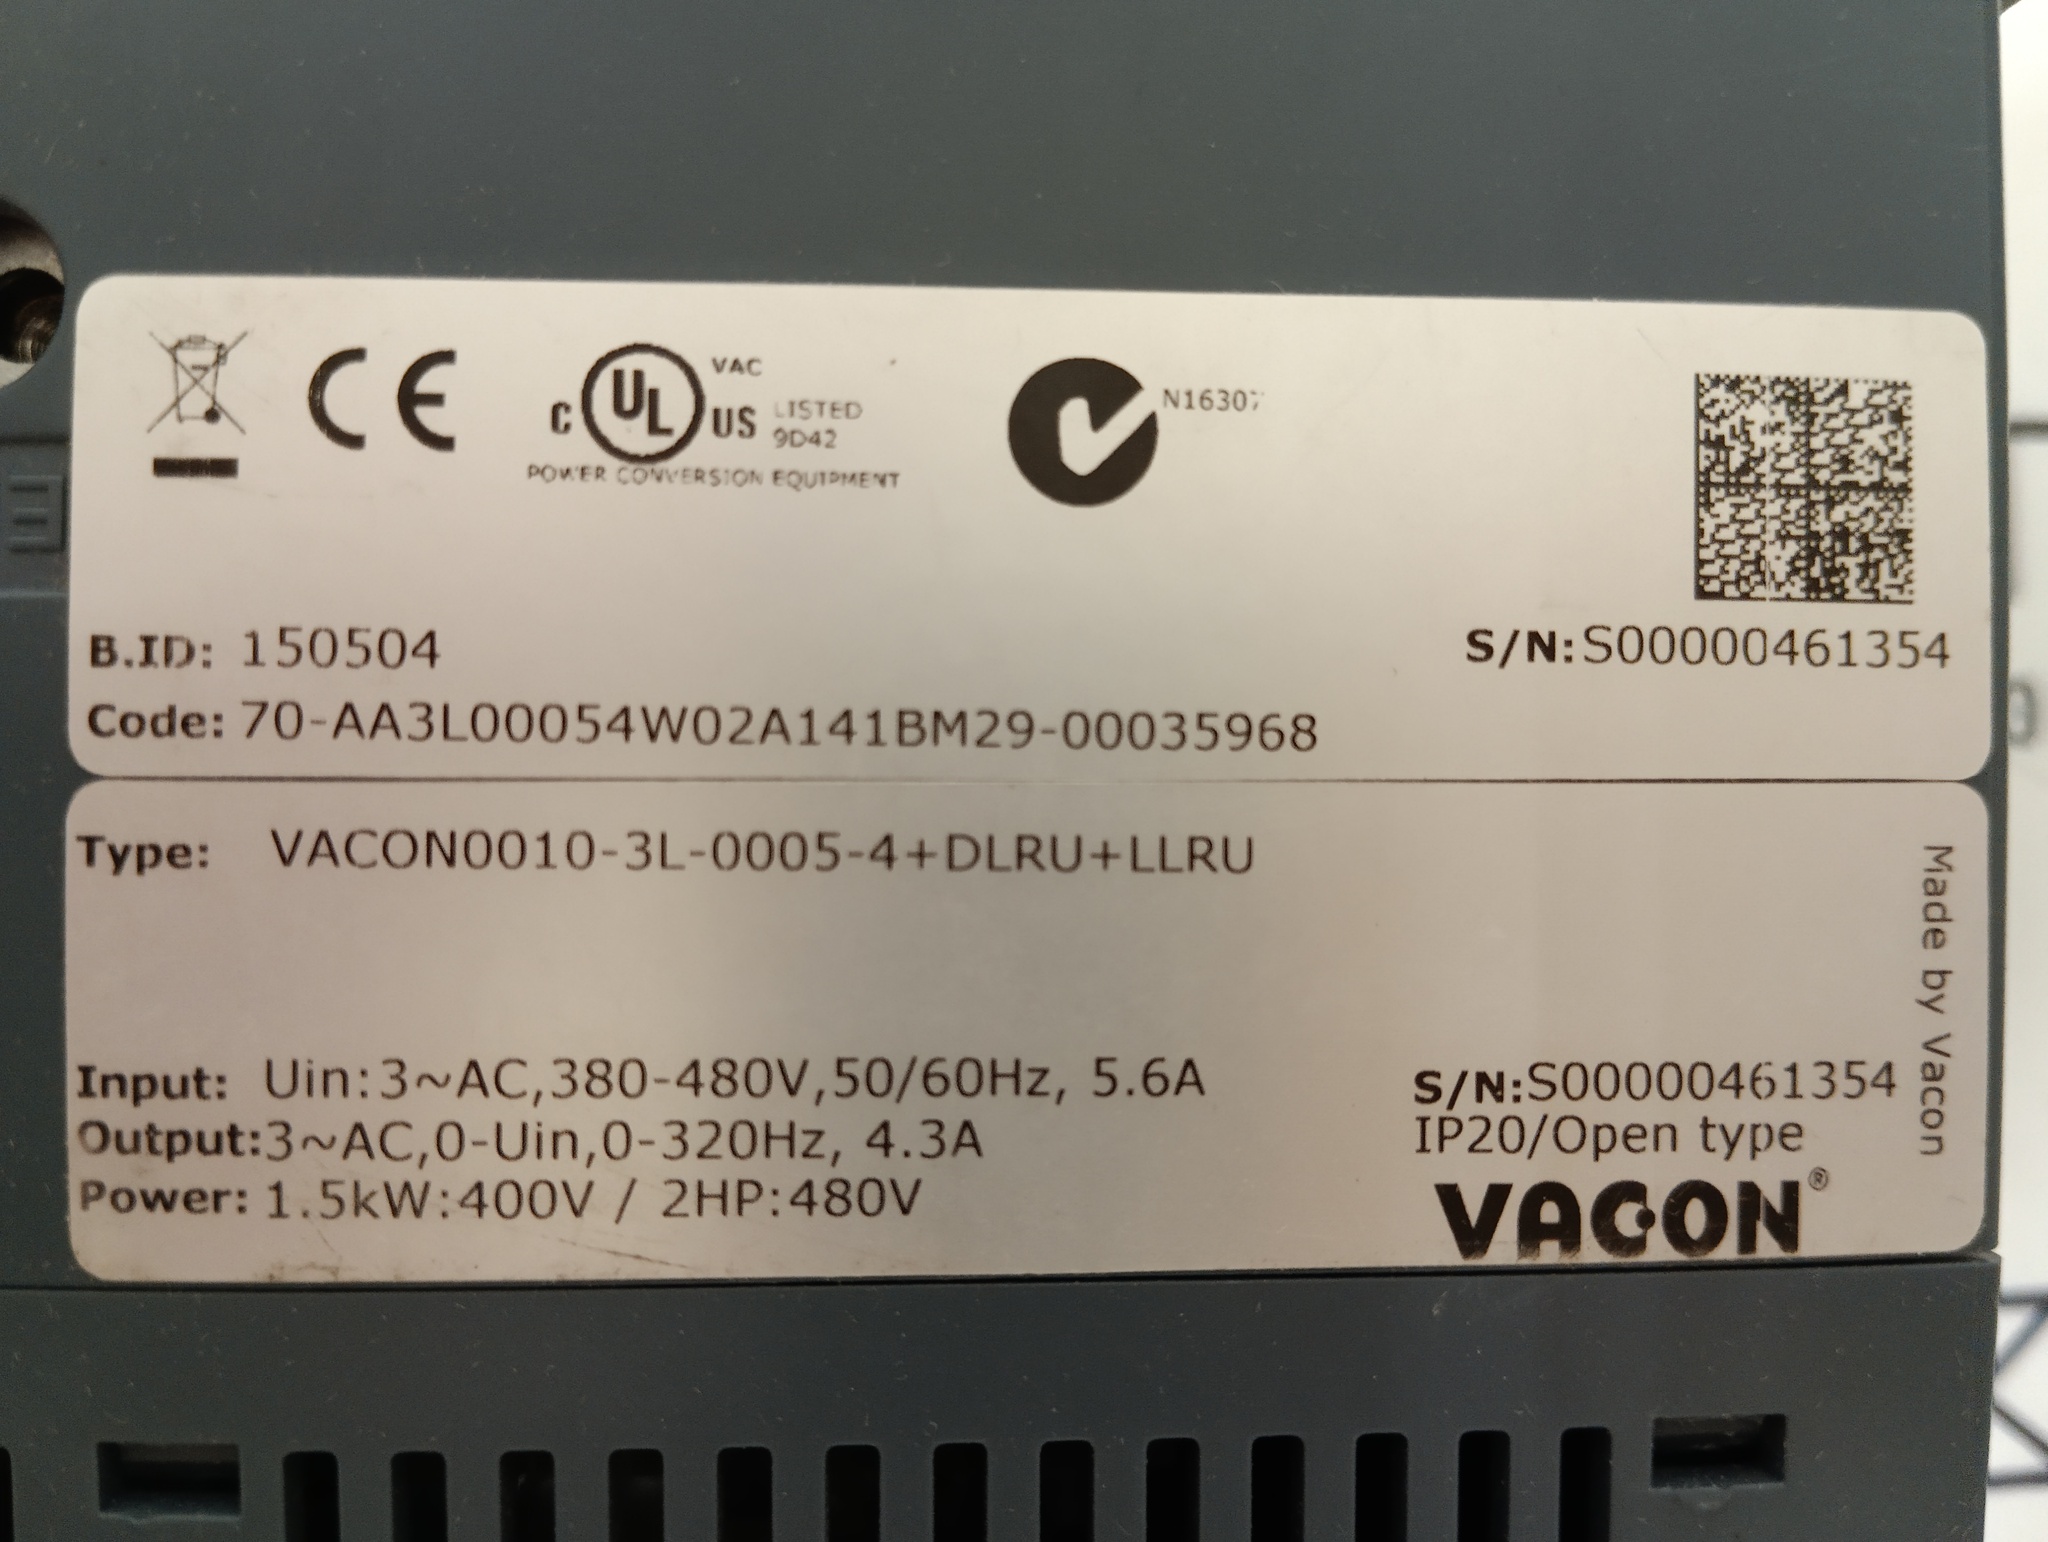 VAC
C UL US LISTED
9D42
POWER CONVERSION EQUIPMENT
N16307
B.ID: 150504
S/N:S00000461354
Code: 70-AA3L00054W02A141BM29-00035968
Type: VACON0010-3L-0005-4+DLRU+LLRU
Made by Vacon
Input: Uin:3~AC,380-480V,50/60Hz, 5.6A
Output:3~AC,0-Uin,0-320Hz, 4.3A
Power: 1.5kW:400V / 2HP:480V
S/N:S00000461354
IP20/Open type
VACON®